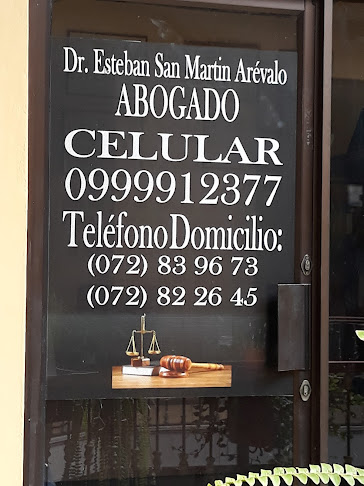 Dr. Esteban San Martin Arévalo
ABOGADO
CELULAR
0999912377
Teléfono Domicilio:
(072) 83 96 73
(072) 82 26 45